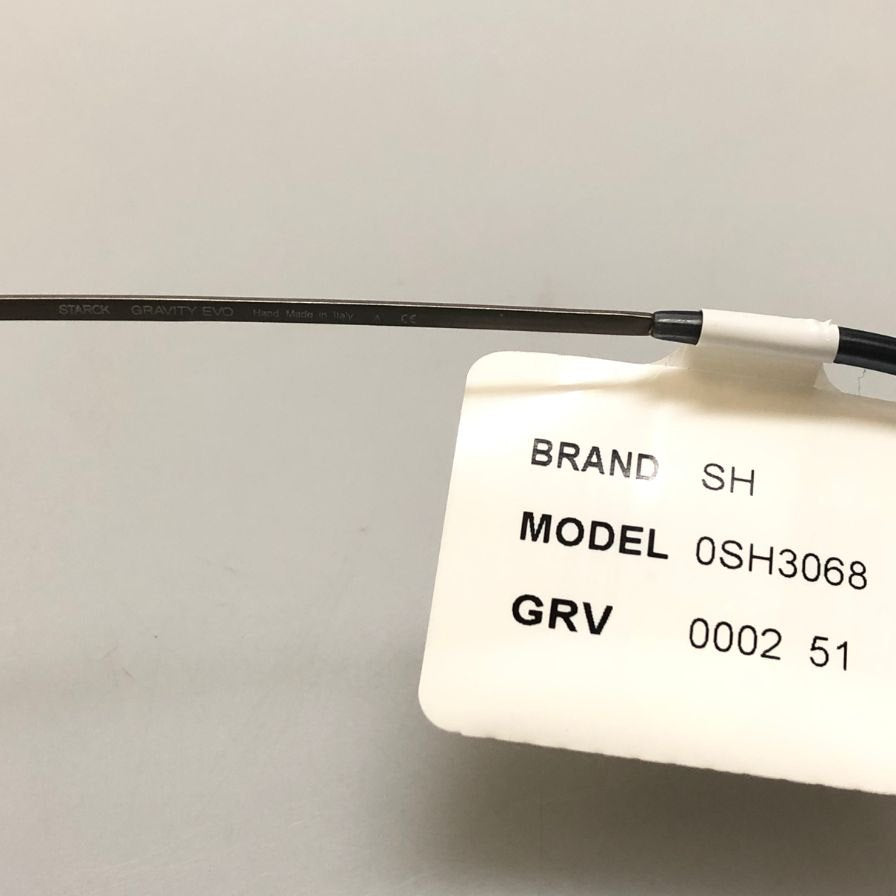 STARCK GRAVITY EVO Hand Made in Italy CE
BRAND SH
MODEL 0SH3068
GRV 0002 51